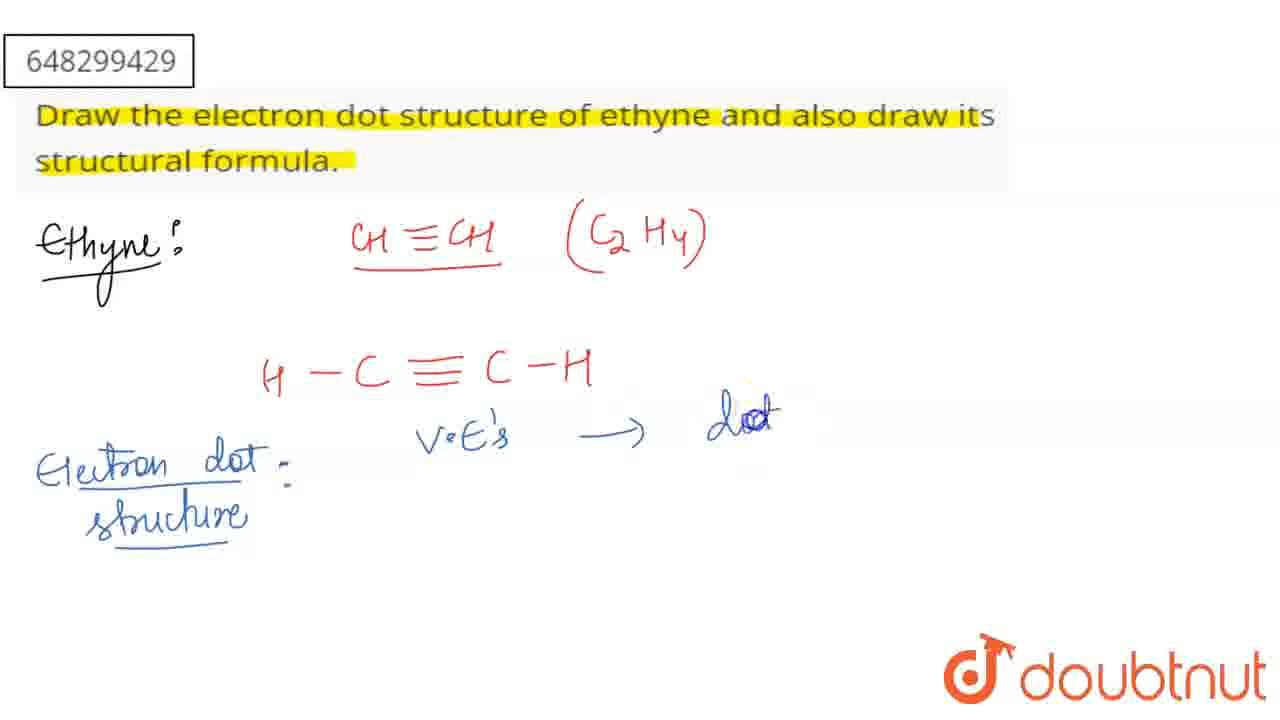 648299429
Draw the electron dot structure of ethyne and also draw its
structural formula.
Ethyne: CH ≡ CH (C2 H4)
H – C ≡ C – H
V.E's → dot
Electron dot :
structure
doubtnut